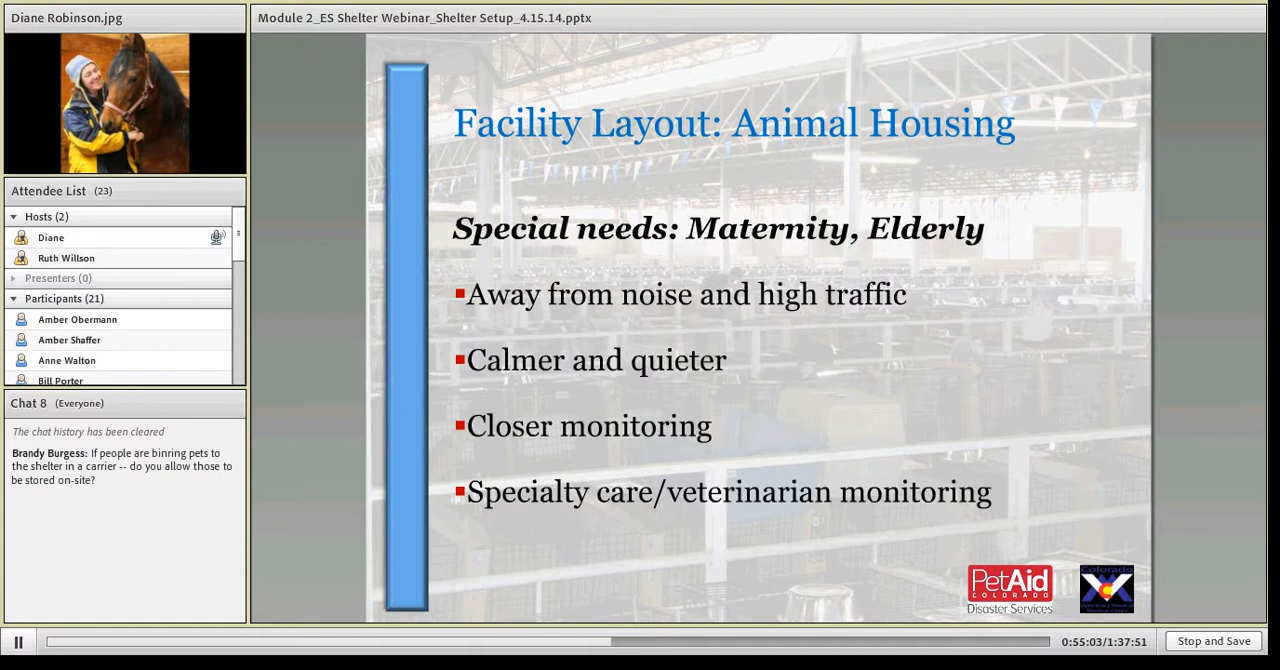 Diane Robinson.jpg
Module 2_ES Shelter Webinar_Shelter Setup_4.15.14.pptx
Attendee List (23)
Hosts (2)
Diane
Ruth Willson
Presenters (0)
Participants (21)
Amber Obermann
Amber Shaffer
Anne Walton
Bill Porter
Chat 8 (Everyone)
The chat history has been cleared
Brandy Burgess: If people are binring pets to
the shelter in a carrier -- do you allow those to
be stored on-site?
Facility Layout: Animal Housing
Special needs: Maternity, Elderly
Away from noise and high traffic
Calmer and quieter
Closer monitoring
Specialty care/veterinarian monitoring
PetAid
COLORADO
Disaster Services
Colorado
0:55:03/1:37:51
Stop and Save